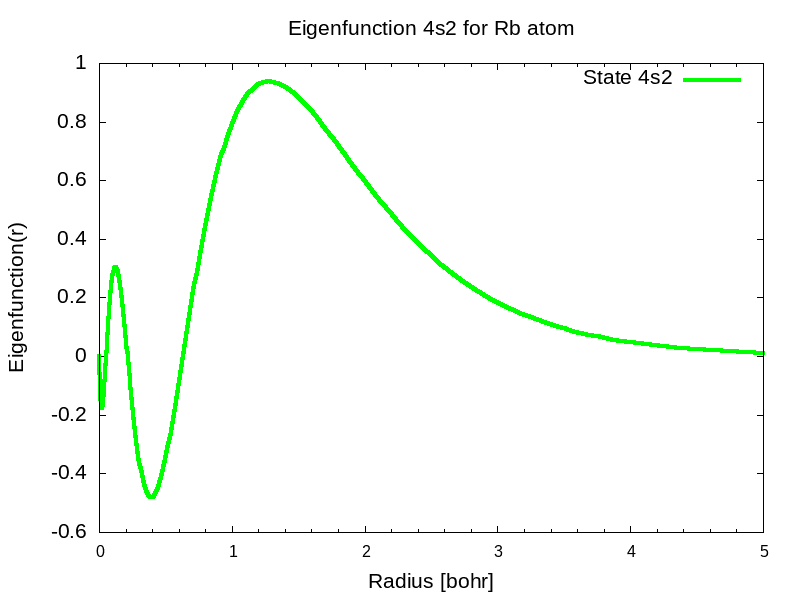 Eigenfunction 4s2 for Rb atom
State 4s2
1
0.8
0.6
0.4
0.2
0
-0.2
-0.4
-0.6
Eigenfunction(r)
0 1 2 3 4 5
Radius [bohr]